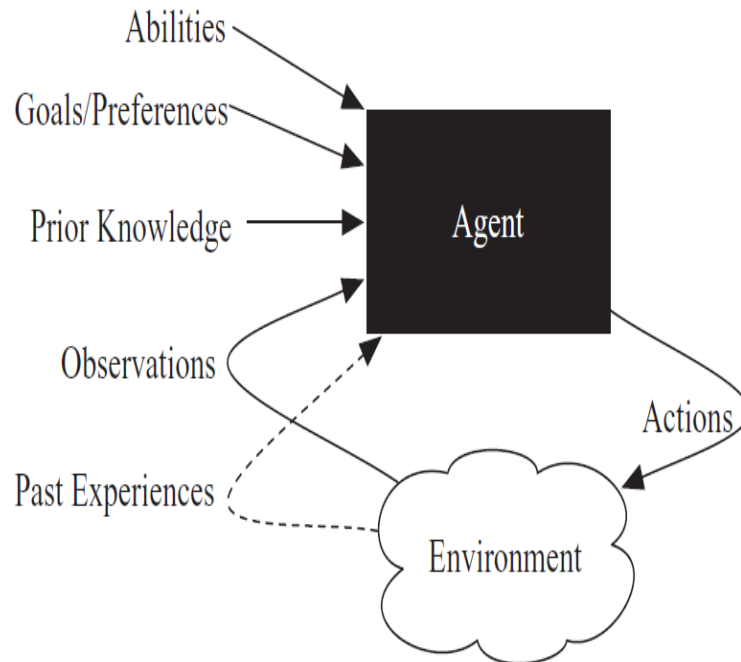 Abilities
Goals/Preferences
Prior Knowledge
Agent
Observations
Actions
Past Experiences
Environment